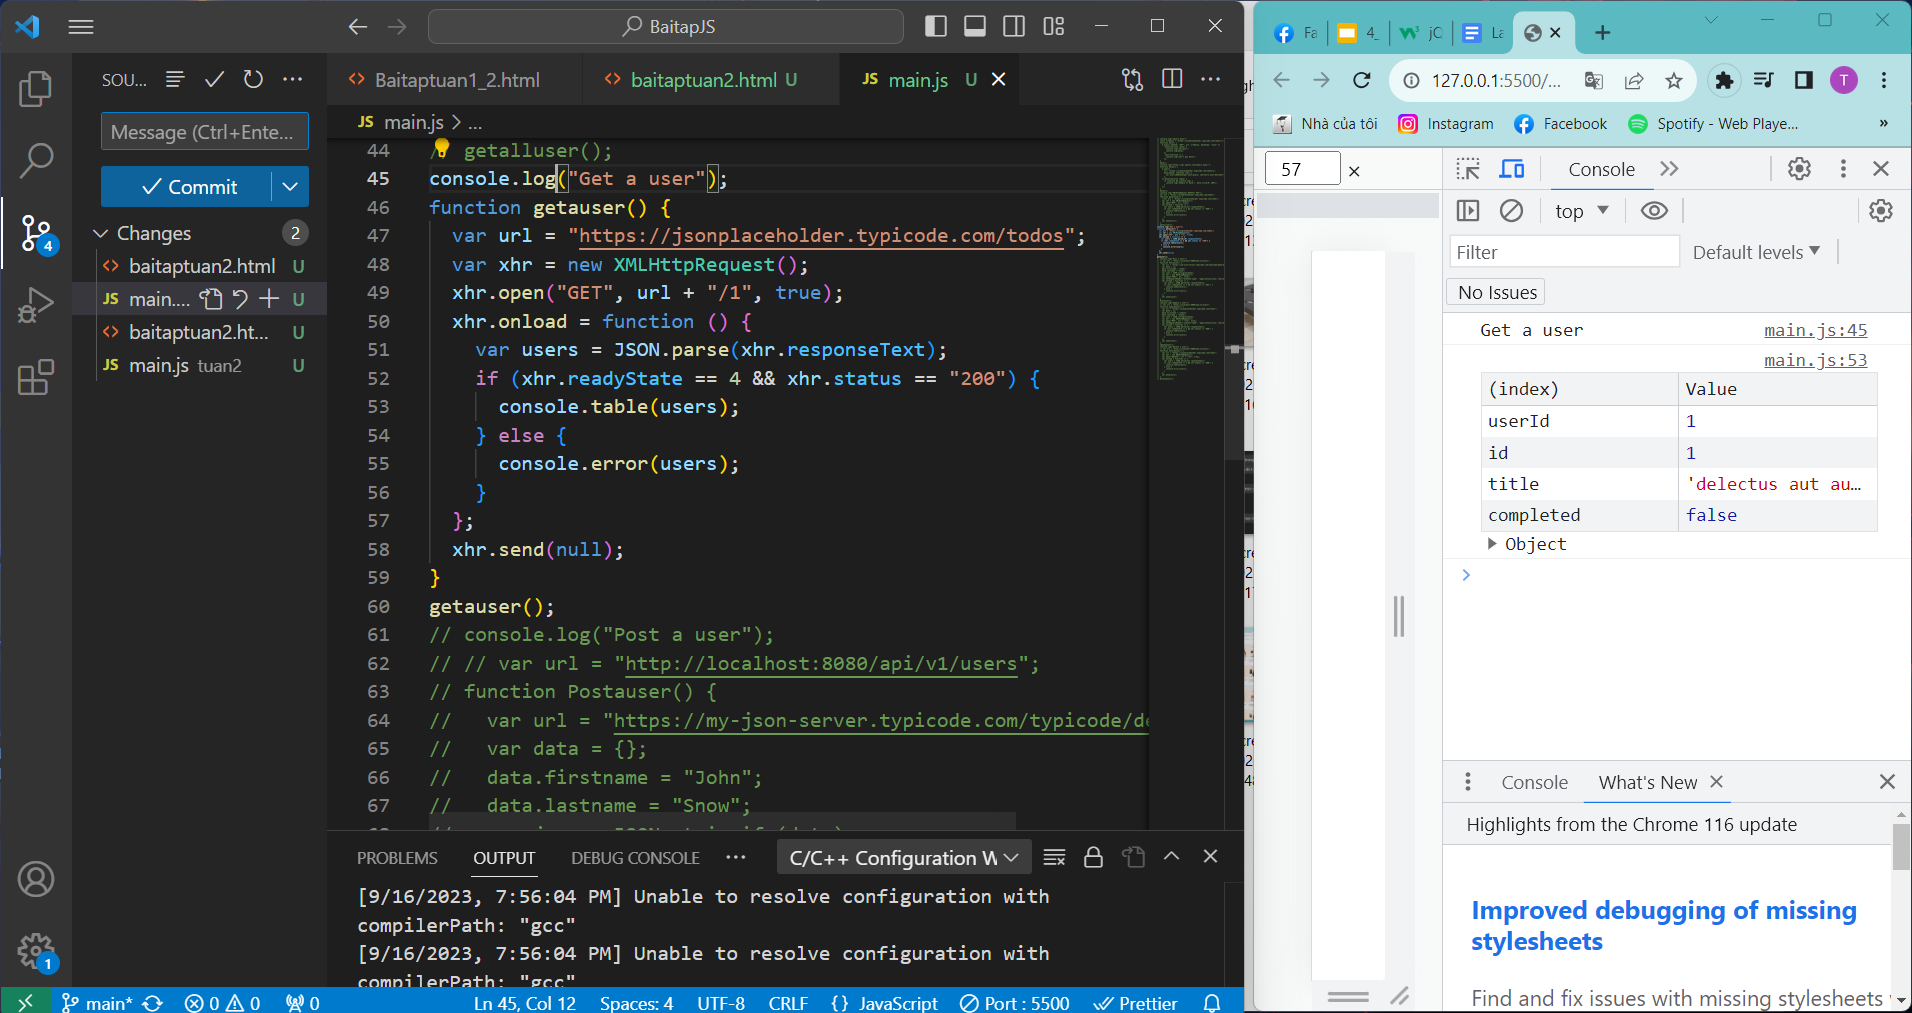 BaitapJS
SOU...
Message (Ctrl+Ente...
Commit
Changes
2
baitaptuan2.html U
JS main.... U
baitaptuan2.ht... U
JS main.js tuan2 U
4
1
Baitaptuan1_2.html
baitaptuan2.html U
JS main.js U
JS main.js > ...
44 // getalluser();
45 console.log("Get a user");
46 function getauser() {
47 var url = "https://jsonplaceholder.typicode.com/todos";
48 var xhr = new XMLHttpRequest();
49 xhr.open("GET", url + "/1", true);
50 xhr.onload = function () {
51 var users = JSON.parse(xhr.responseText);
52 if (xhr.readyState == 4 && xhr.status == "200") {
53 console.table(users);
54 } else {
55 console.error(users);
56 }
57 };
58 xhr.send(null);
59 }
60 getauser();
61 // console.log("Post a user");
62 // // var url = "http://localhost:8080/api/v1/users";
63 // function Postauser() {
64 // var url = "https://my-json-server.typicode.com/typicode/de
65 // var data = {};
66 // data.firstname = "John";
67 // data.lastname = "Snow";
PROBLEMS
OUTPUT
DEBUG CONSOLE
...
C/C++ Configuration W
[9/16/2023, 7:56:04 PM] Unable to resolve configuration with
compilerPath: "gcc"
[9/16/2023, 7:56:04 PM] Unable to resolve configuration with
compilerPath: "gcc"
main*
0
0
0
Ln 45, Col 12
Spaces: 4
UTF-8
CRLF
{} JavaScript
Port : 5500
Prettier
Fa
4_
jC
La
127.0.0.1:5500/...
T
Nhà của tôi
Instagram
Facebook
Spotify - Web Playe...
»
57 ×
Console
top
Filter
Default levels
No Issues
Get a user main.js:45
main.js:53
(index) Value
userId 1
id 1
title 'delectus aut au...
completed false
Object
Console
What's New
Highlights from the Chrome 116 update
Improved debugging of missing
stylesheets
Find and fix issues with missing stylesheets